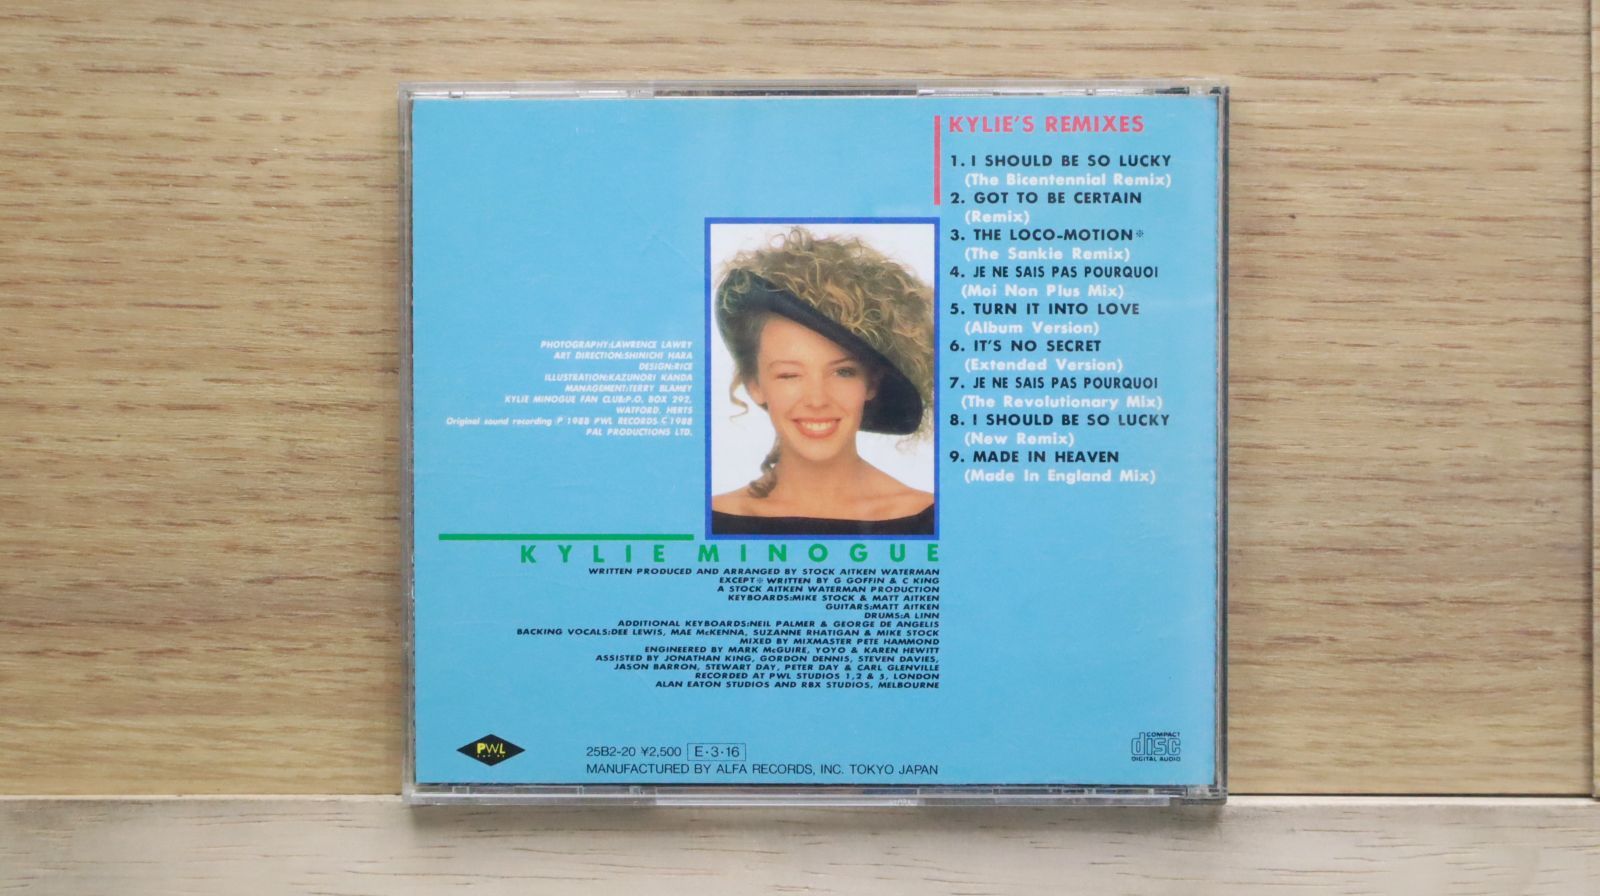 KYLIE'S REMIXES
1. I SHOULD BE SO LUCKY
(The Bicentennial Remix)
2. GOT TO BE CERTAIN
(Remix)
3. THE LOCO-MOTION※
(The Sankie Remix)
4. JE NE SAIS PAS POURQUOI
(Moi Non Plus Mix)
5. TURN IT INTO LOVE
(Album Version)
6. IT'S NO SECRET
(Extended Version)
7. JE NE SAIS PAS POURQUOI
(The Revolutionary Mix)
8. I SHOULD BE SO LUCKY
(New Remix)
9. MADE IN HEAVEN
(Made In England Mix)
PHOTOGRAPHY:LAWRENCE LAWRY
ART DIRECTION:SHINICHI HARA
DESIGN:RICE
ILLUSTRATION:KAZUNORI KANDA
MANAGEMENT:TERRY BLAMEY
KYLIE MINOGUE FAN CLUB:P.O. BOX 292,
WATFORD, HERTS
Original sound recording Ⓟ 1988 PWL RECORDS © 1988
PAL PRODUCTIONS LTD.
KYLIE MINOGUE
WRITTEN PRODUCED AND ARRANGED BY STOCK AITKEN WATERMAN
EXCEPT※ WRITTEN BY G GOFFIN & C KING
A STOCK AITKEN WATERMAN PRODUCTION
KEYBOARDS:MIKE STOCK & MATT AITKEN
GUITARS:MATT AITKEN
DRUMS:A LINN
ADDITIONAL KEYBOARDS:NEIL PALMER & GEORGE DE ANGELIS
BACKING VOCALS:DEE LEWIS, MAE McKENNA, SUZANNE RHATIGAN & MIKE STOCK
MIXED BY MIXMASTER PETE HAMMOND
ENGINEERED BY MARK McGUIRE, YOYO & KAREN HEWITT
ASSISTED BY JONATHAN KING, GORDON DENNIS, STEVEN DAVIES,
JASON BARRON, STEWART DAY, PETER DAY & CARL GLENVILLE
RECORDED AT PWL STUDIOS 1,2 & 5, LONDON
ALAN EATON STUDIOS AND RBX STUDIOS, MELBOURNE
PWL
25B2-20 ¥2,500 E·3·16
MANUFACTURED BY ALFA RECORDS, INC. TOKYO JAPAN
COMPACT
disc
DIGITAL AUDIO